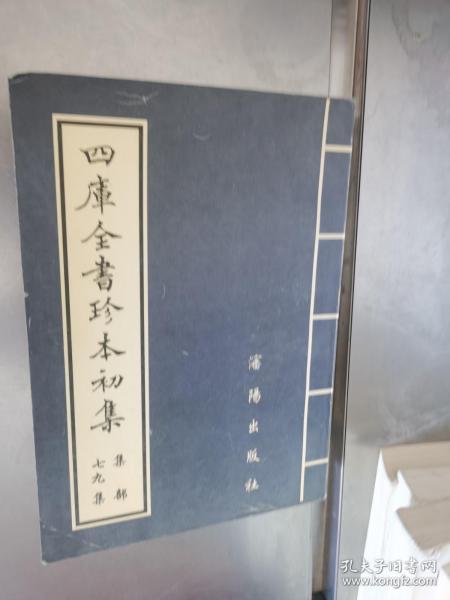 四庫全書珍本初集
集部
七九集
瀋陽出版社
孔夫子旧书网
www.kongfz.com